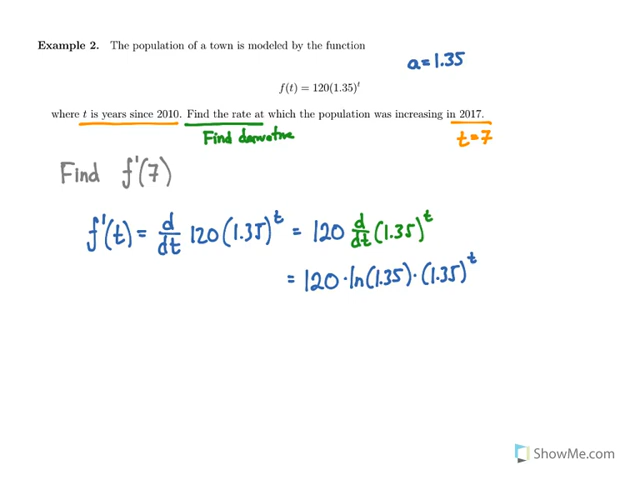 Example 2. The population of a town is modeled by the function
a = 1.35
f(t) = 120(1.35)^t
where t is years since 2010. Find the rate at which the population was increasing in 2017.
Find derivative
t = 7
Find f'(7)
f'(t) = d/dt 120(1.35)^t = 120 d/dt (1.35)^t
= 120 · ln(1.35) · (1.35)^t
ShowMe.com